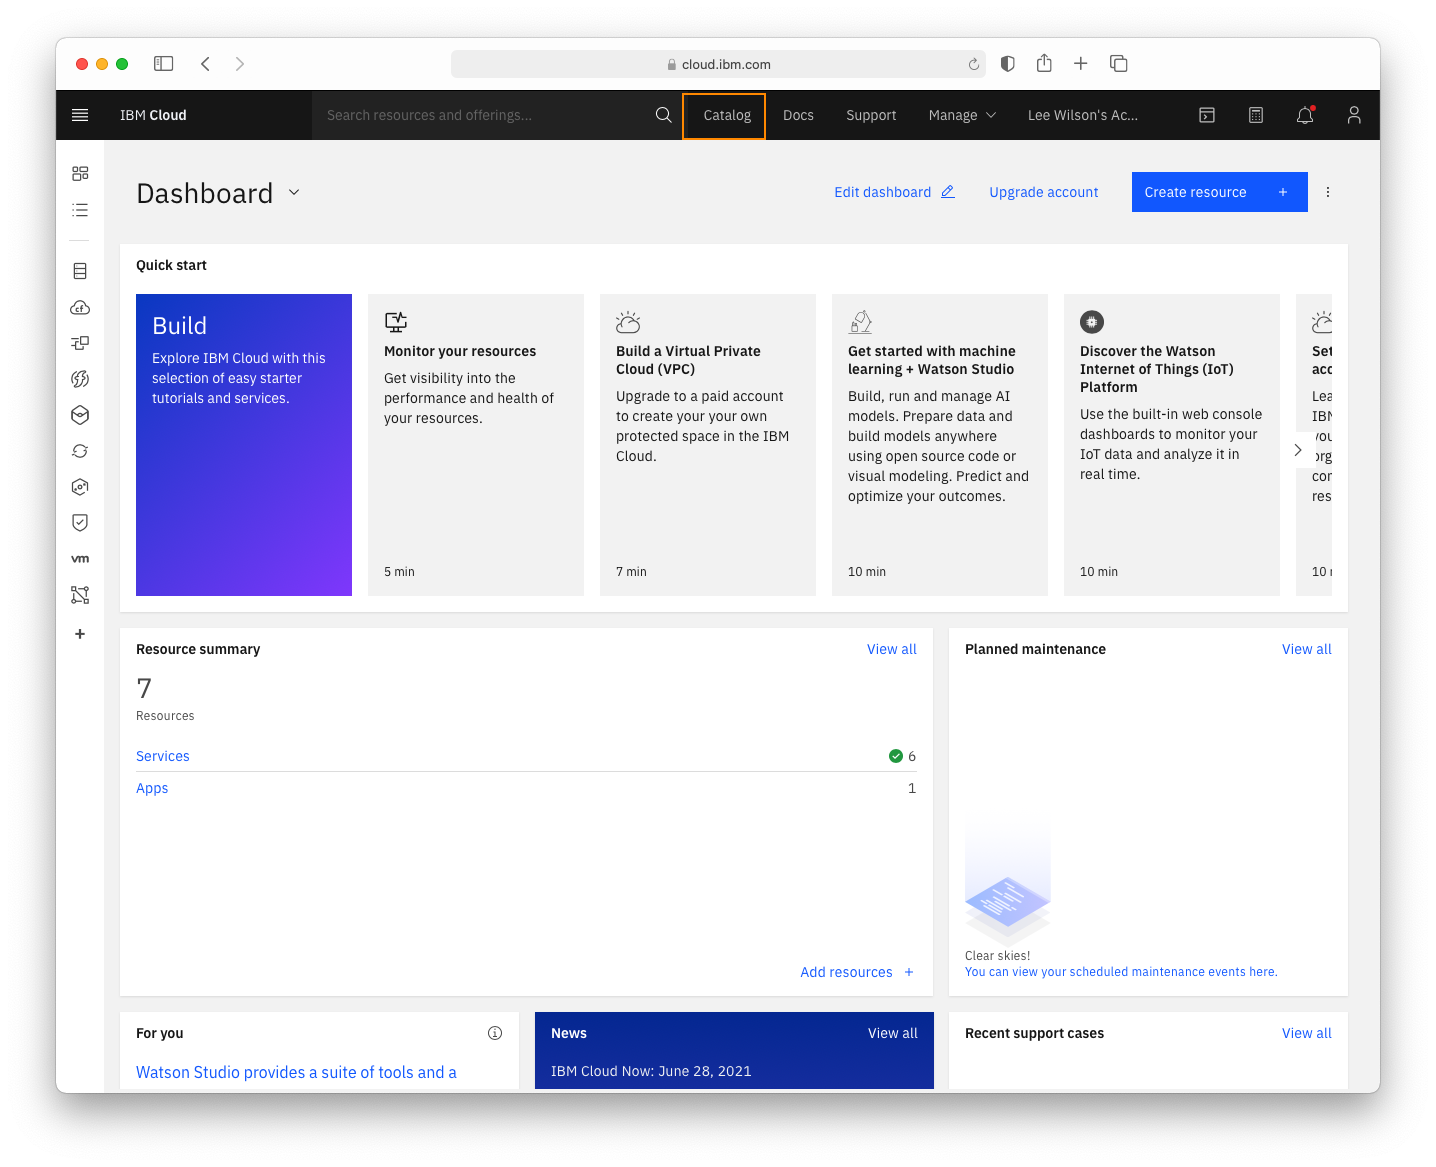 cloud.ibm.com
IBM Cloud
Search resources and offerings...
Catalog
Docs
Support
Manage
Lee Wilson's Ac...
Dashboard
Edit dashboard
Upgrade account
Create resource +
Quick start
Build
Explore IBM Cloud with this
selection of easy starter
tutorials and services.
Monitor your resources
Get visibility into the
performance and health of
your resources.
5 min
Build a Virtual Private
Cloud (VPC)
Upgrade to a paid account
to create your your own
protected space in the IBM
Cloud.
7 min
Get started with machine
learning + Watson Studio
Build, run and manage AI
models. Prepare data and
build models anywhere
using open source code or
visual modeling. Predict and
optimize your outcomes.
10 min
Discover the Watson
Internet of Things (IoT)
Platform
Use the built-in web console
dashboards to monitor your
IoT data and analyze it in
real time.
10 min
Set
acc
Lea
IBM
you
org
con
res
10
cf
vm
+
Resource summary
View all
7
Resources
Services
6
Apps
1
Add resources +
Planned maintenance
View all
Clear skies!
You can view your scheduled maintenance events here.
For you
Watson Studio provides a suite of tools and a
News
View all
IBM Cloud Now: June 28, 2021
Recent support cases
View all